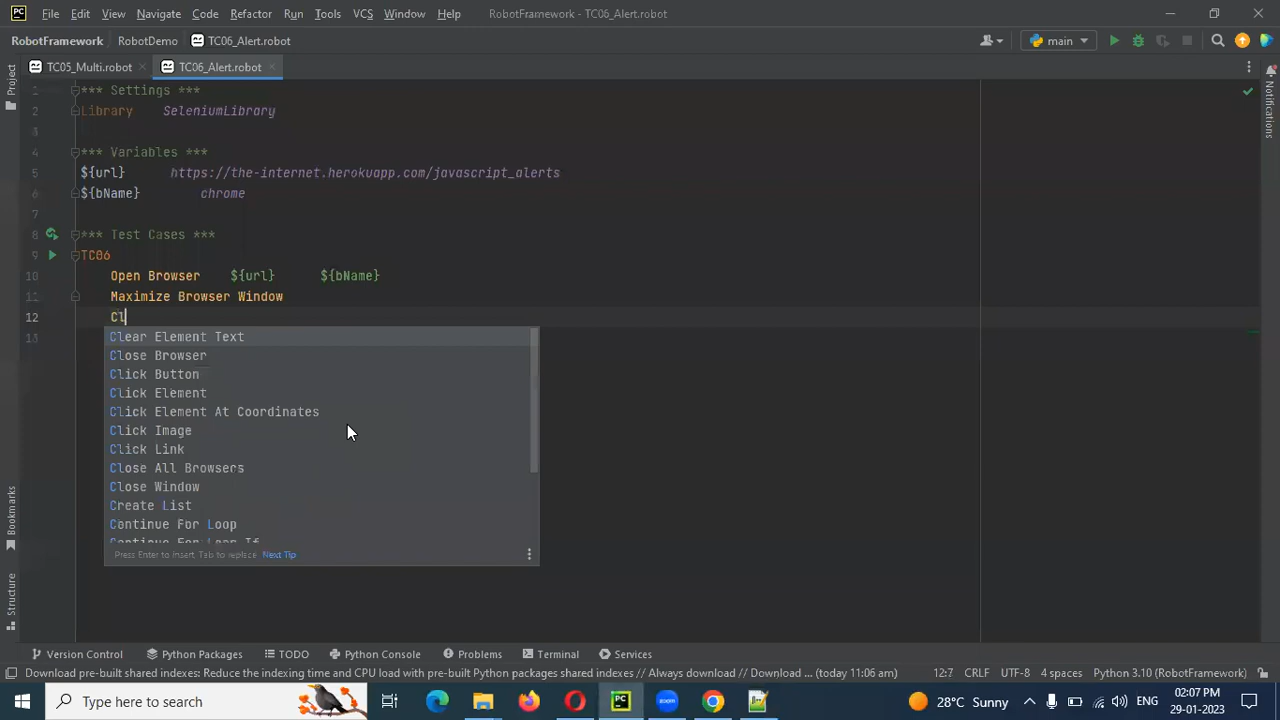 File Edit View Navigate Code Refactor Run Tools VCS Window Help RobotFramework - TC06_Alert.robot
RobotFramework RobotDemo TC06_Alert.robot main
TC05_Multi.robot TC06_Alert.robot
Project
Notifications
1 *** Settings ***
2 Library SeleniumLibrary
3
4 *** Variables ***
5 ${url} https://the-internet.herokuapp.com/javascript_alerts
6 ${bName} chrome
7
8 *** Test Cases ***
9 TC06
10 Open Browser ${url} ${bName}
11 Maximize Browser Window
12 Cl
13
Clear Element Text
Close Browser
Click Button
Click Element
Click Element At Coordinates
Click Image
Click Link
Close All Browsers
Close Window
Create List
Continue For Loop
Press Enter to insert, Tab to replace Next Tip
Bookmarks
Structure
Version Control Python Packages TODO Python Console Problems Terminal Services
Download pre-built shared indexes: Reduce the indexing time and CPU load with pre-built Python packages shared indexes // Always download // Download ... (today 11:06 am) 12:7 CRLF UTF-8 4 spaces Python 3.10 (RobotFramework)
Type here to search 28°C Sunny ENG 02:07 PM
29-01-2023